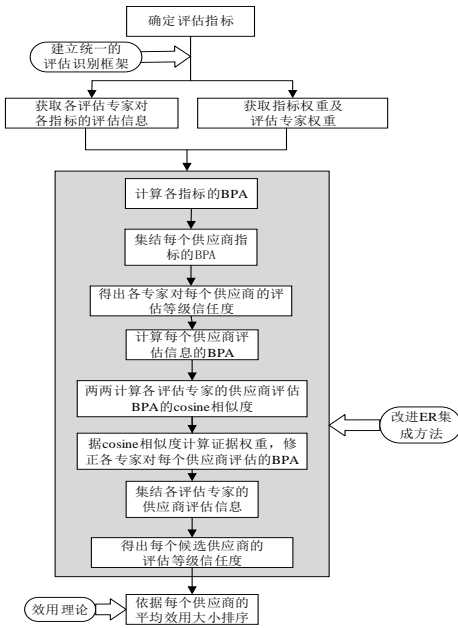 确定评估指标
建立统一的
评估识别框架
获取各评估专家对
各指标的评估信息
获取指标权重及
评估专家权重
计算各指标的BPA
集结每个供应商指
标的BPA
得出各专家对每个供应商的评
估等级信任度
计算每个供应商评
估信息的BPA
两两计算各评估专家的供应商评估
BPA的cosine相似度
据cosine相似度计算证据权重，修
正各专家对每个供应商评估的BPA
改进ER集
成方法
集结各评估专家的
供应商评估信息
得出每个候选供应商的
评估等级信任度
效用理论
依据每个供应商的
平均效用大小排序